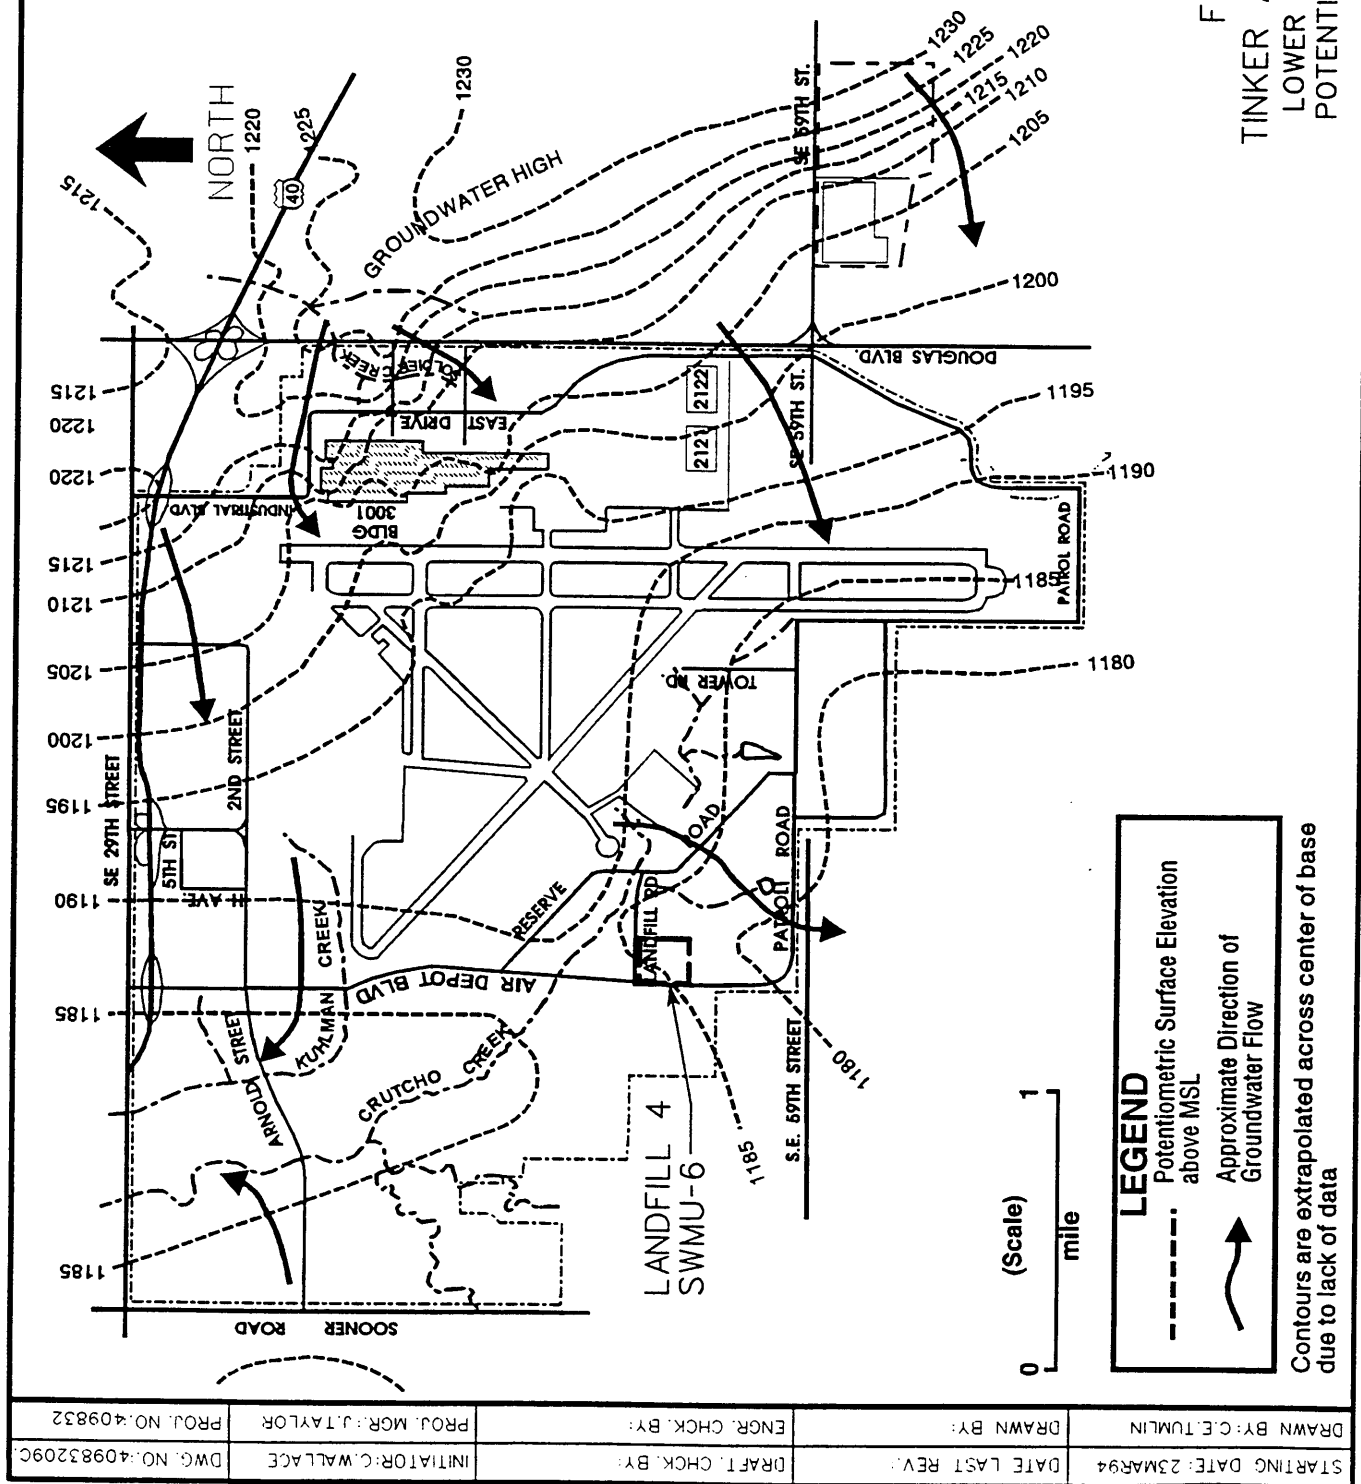 F
TINKER
LOWER
POTENTI
NORTH
1215
1220
1225
1230
40
GROUNDWATER HIGH
1230
1225
1220
1215
1210
1205
1200
1195
1190
1185
1180
SE 59TH ST.
SE 59TH ST.
DOUGLAS BLVD.
1215
1220
1220
1215
1210
1205
1200
1195
1190
1185
1185
SOLDIER CREEK
EAST DRIVE
2122
2121
INDUSTRIAL BLVD
BLDG
3001
PATROL ROAD
TOWER RD.
SE 29TH STREET
2ND STREET
5TH ST
H AVE.
KUHLMAN CREEK
RESERVE ROAD
LANDFILL RD
PATROL ROAD
AIR DEPOT BLVD
ARNOLD STREET
CRUTCHO CREEK
S.E. 59TH STREET
1180
1185
LANDFILL 4
SWMU-6
SOONER ROAD
(Scale)
0
1
mile
LEGEND
Potentiometric Surface Elevation
above MSL
Approximate Direction of
Groundwater Flow
Contours are extrapolated across center of base
due to lack of data
STARTING DATE: 23MAR94
DATE LAST REV.:
DRAFT. CHCK. BY:
INITIATOR: C.WALLACE
DWG. NO.: 40983209C.
DRAWN BY: C.E.TUMLIN
DRAWN BY:
ENGR. CHCK. BY:
PROJ. MGR.: J.TAYLOR
PROJ. NO.: 409832